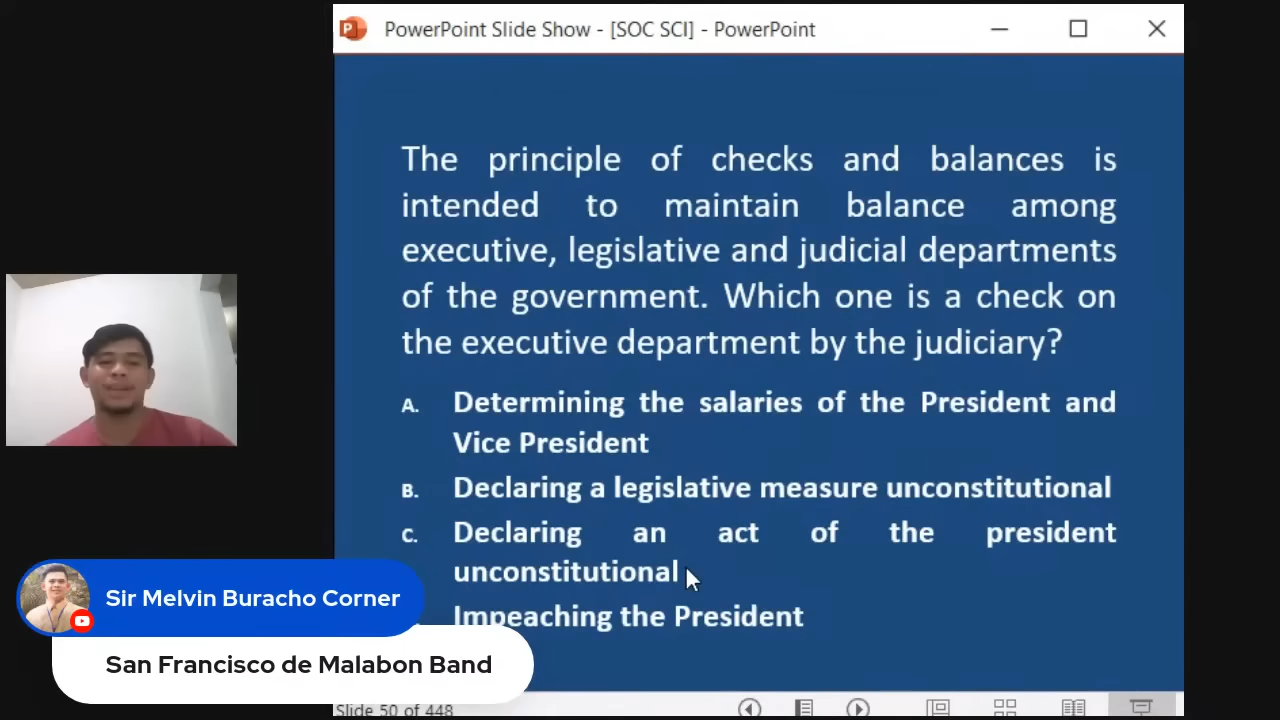 PowerPoint Slide Show - [SOC SCI] - PowerPoint
The principle of checks and balances is
intended to maintain balance among
executive, legislative and judicial departments
of the government. Which one is a check on
the executive department by the judiciary?
A. Determining the salaries of the President and
Vice President
B. Declaring a legislative measure unconstitutional
C. Declaring an act of the president
unconstitutional
Impeaching the President
Sir Melvin Buracho Corner
San Francisco de Malabon Band
Slide 50 of 448